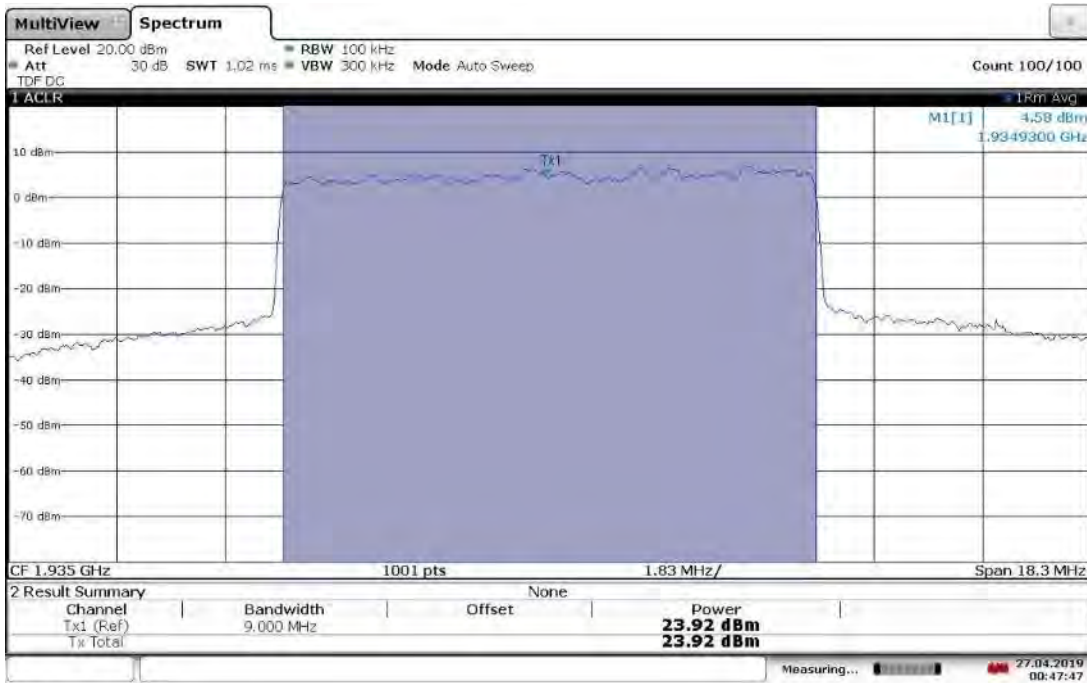 MultiView Spectrum
Ref Level 20.00 dBm RBW 100 kHz
Att 30 dB SWT 1.02 ms VBW 300 kHz Mode Auto Sweep Count 100/100
TDF DC
1 ACLR 1Rm Avg
M1[1] 4.58 dBm
1.9349300 GHz
10 dBm
Tx1
0 dBm
-10 dBm
-20 dBm
-30 dBm
-40 dBm
-50 dBm
-60 dBm
-70 dBm
CF 1.935 GHz 1001 pts 1.83 MHz/ Span 18.3 MHz
2 Result Summary None
Channel Bandwidth Offset Power
Tx1 (Ref) 9.000 MHz 23.92 dBm
Tx Total 23.92 dBm
Measuring... 27.04.2019
00:47:47